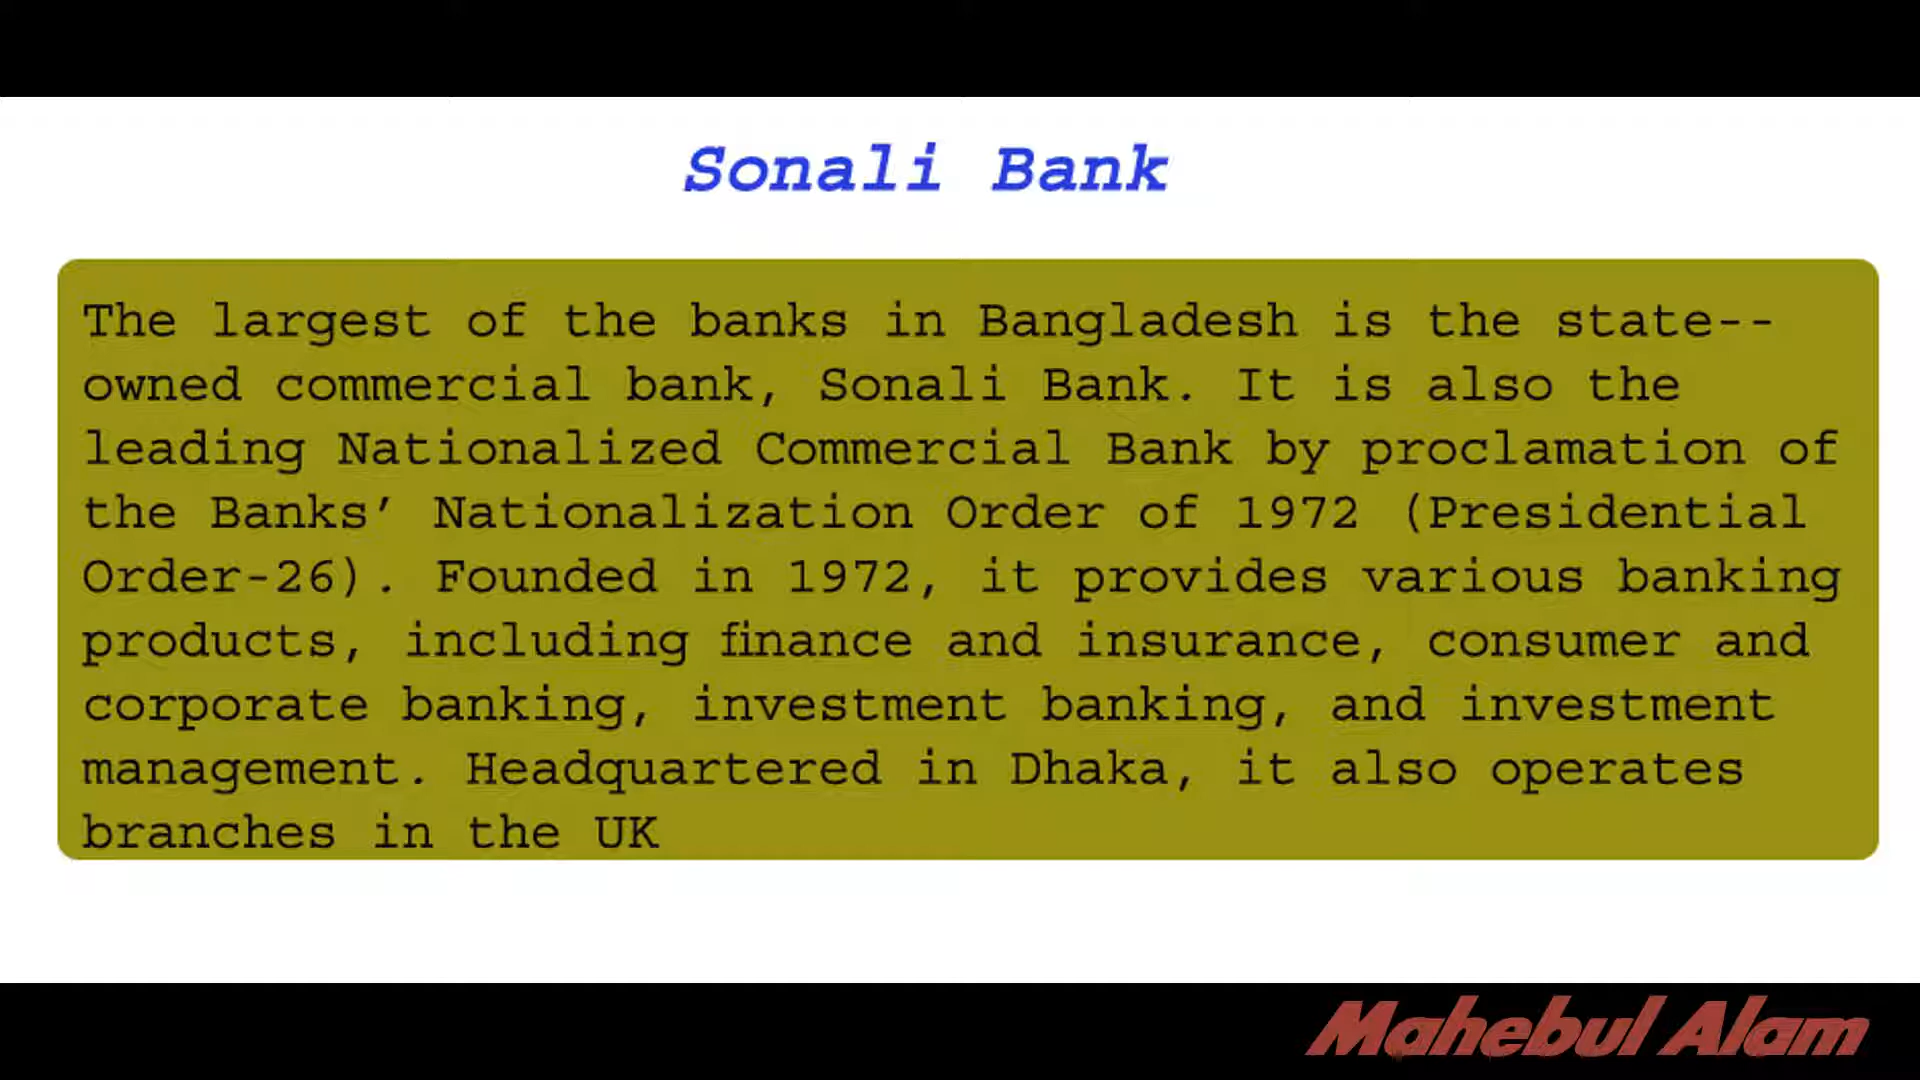 Sonali Bank
The largest of the banks in Bangladesh is the state--
owned commercial bank, Sonali Bank. It is also the
leading Nationalized Commercial Bank by proclamation of
the Banks’ Nationalization Order of 1972 (Presidential
Order-26). Founded in 1972, it provides various banking
products, including finance and insurance, consumer and
corporate banking, investment banking, and investment
management. Headquartered in Dhaka, it also operates
branches in the UK
Mahebul Alam